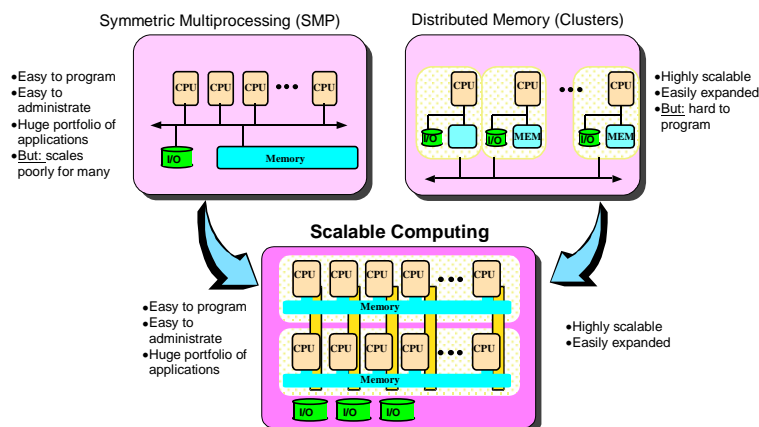 Symmetric Multiprocessing (SMP)
•Easy to program
•Easy to
administrate
•Huge portfolio of
applications
•But: scales
poorly for many
CPU CPU CPU ••• CPU
I/O
Memory
Distributed Memory (Clusters)
CPU CPU ••• CPU
I/O I/O MEM I/O MEM
•Highly scalable
•Easily expanded
•But: hard to
program
Scalable Computing
CPU CPU CPU CPU ••• CPU
Memory
CPU CPU CPU CPU ••• CPU
Memory
I/O I/O I/O
•Easy to program
•Easy to
administrate
•Huge portfolio of
applications
•Highly scalable
•Easily expanded